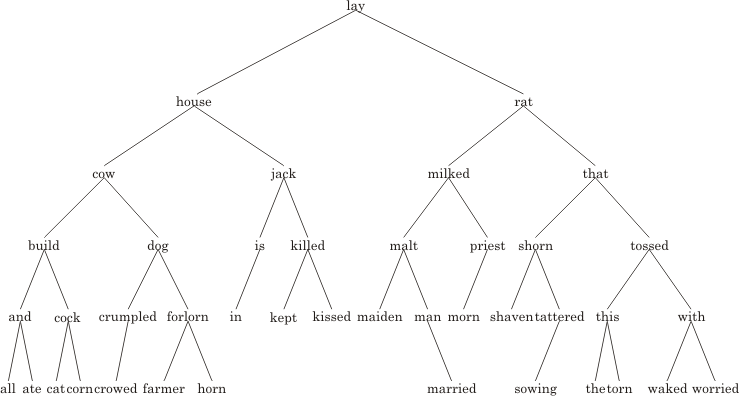 lay
house rat
cow jack milked that
build dog is killed malt priest shorn tossed
and cock crumpled forlorn in kept kissed maiden man morn shaven tattered this with
all ate cat corn crowed farmer horn married sowing the torn waked worried